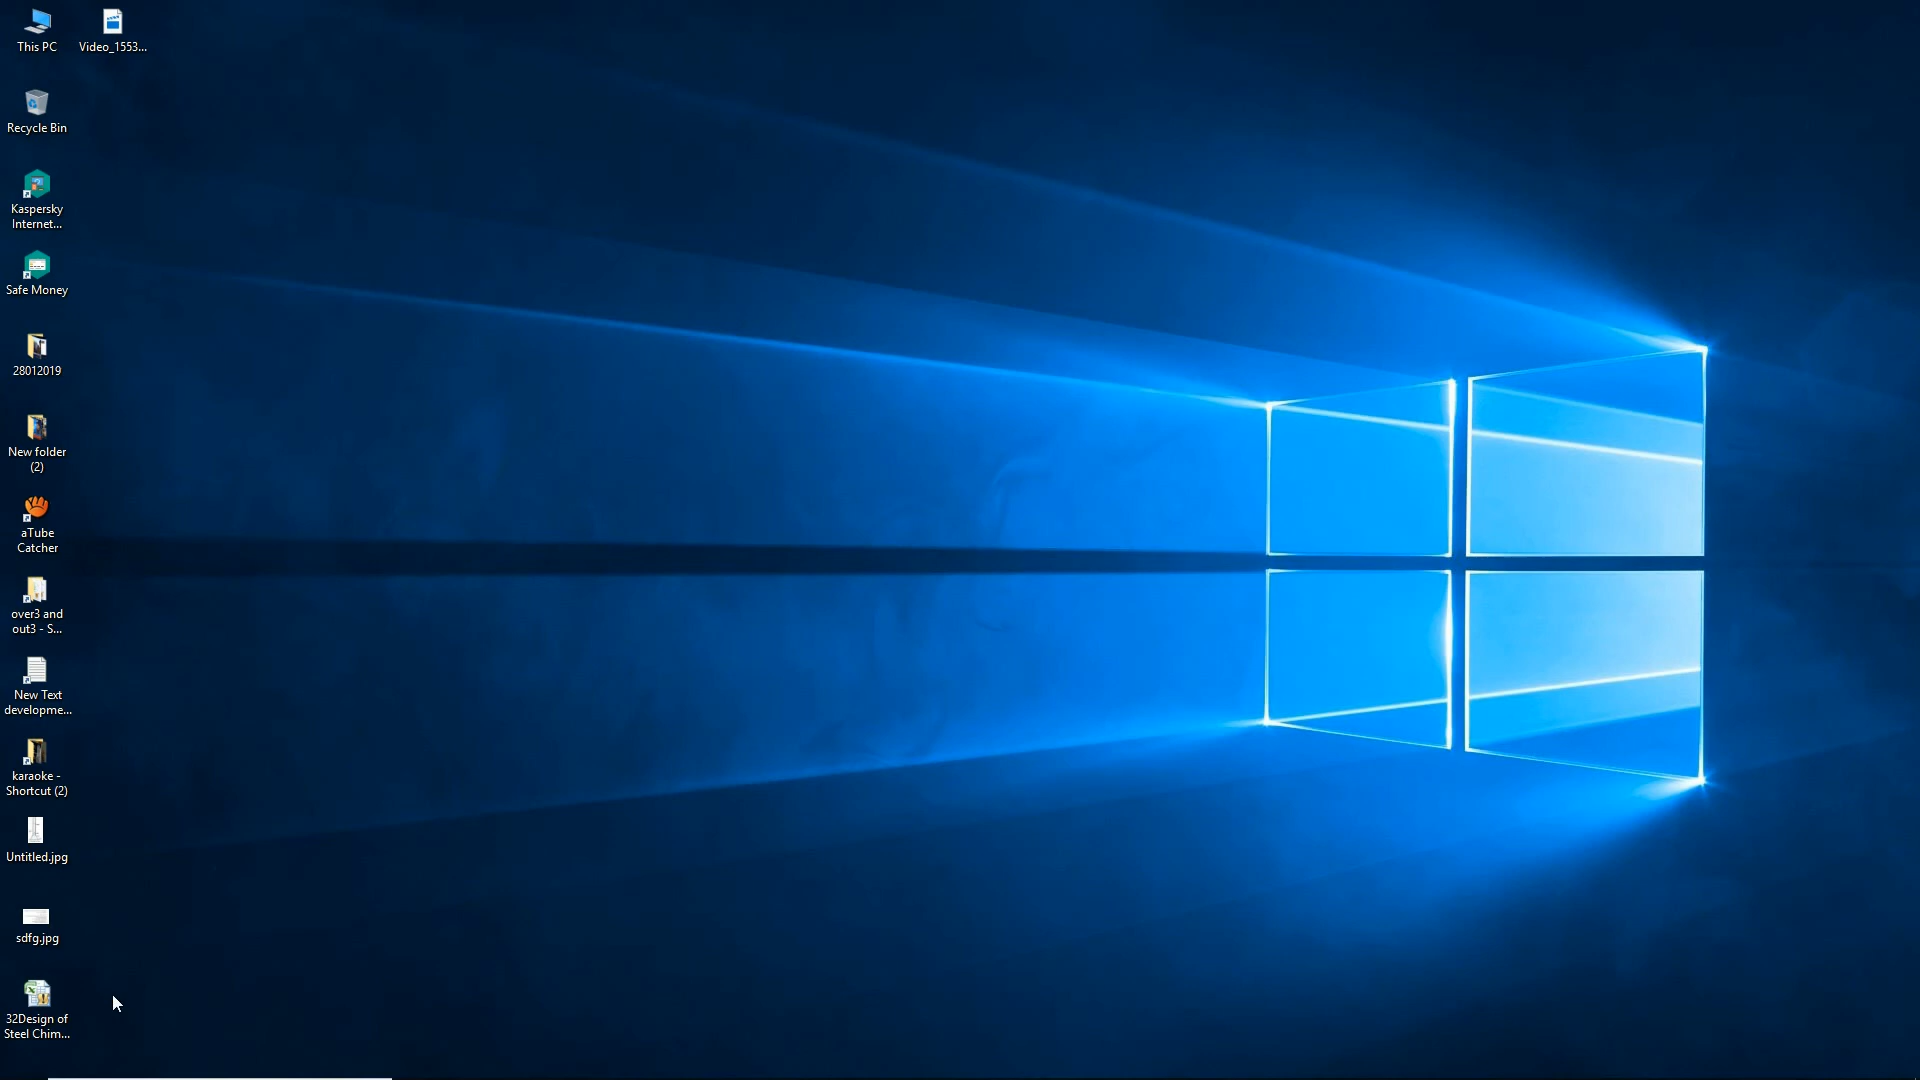 This PC
Video_1553...
Recycle Bin
Kaspersky
Internet...
Safe Money
28012019
New folder
(2)
aTube
Catcher
over3 and
out3 - S...
New Text
developme...
karaoke -
Shortcut (2)
Untitled.jpg
sdfg.jpg
32Design of
Steel Chim...